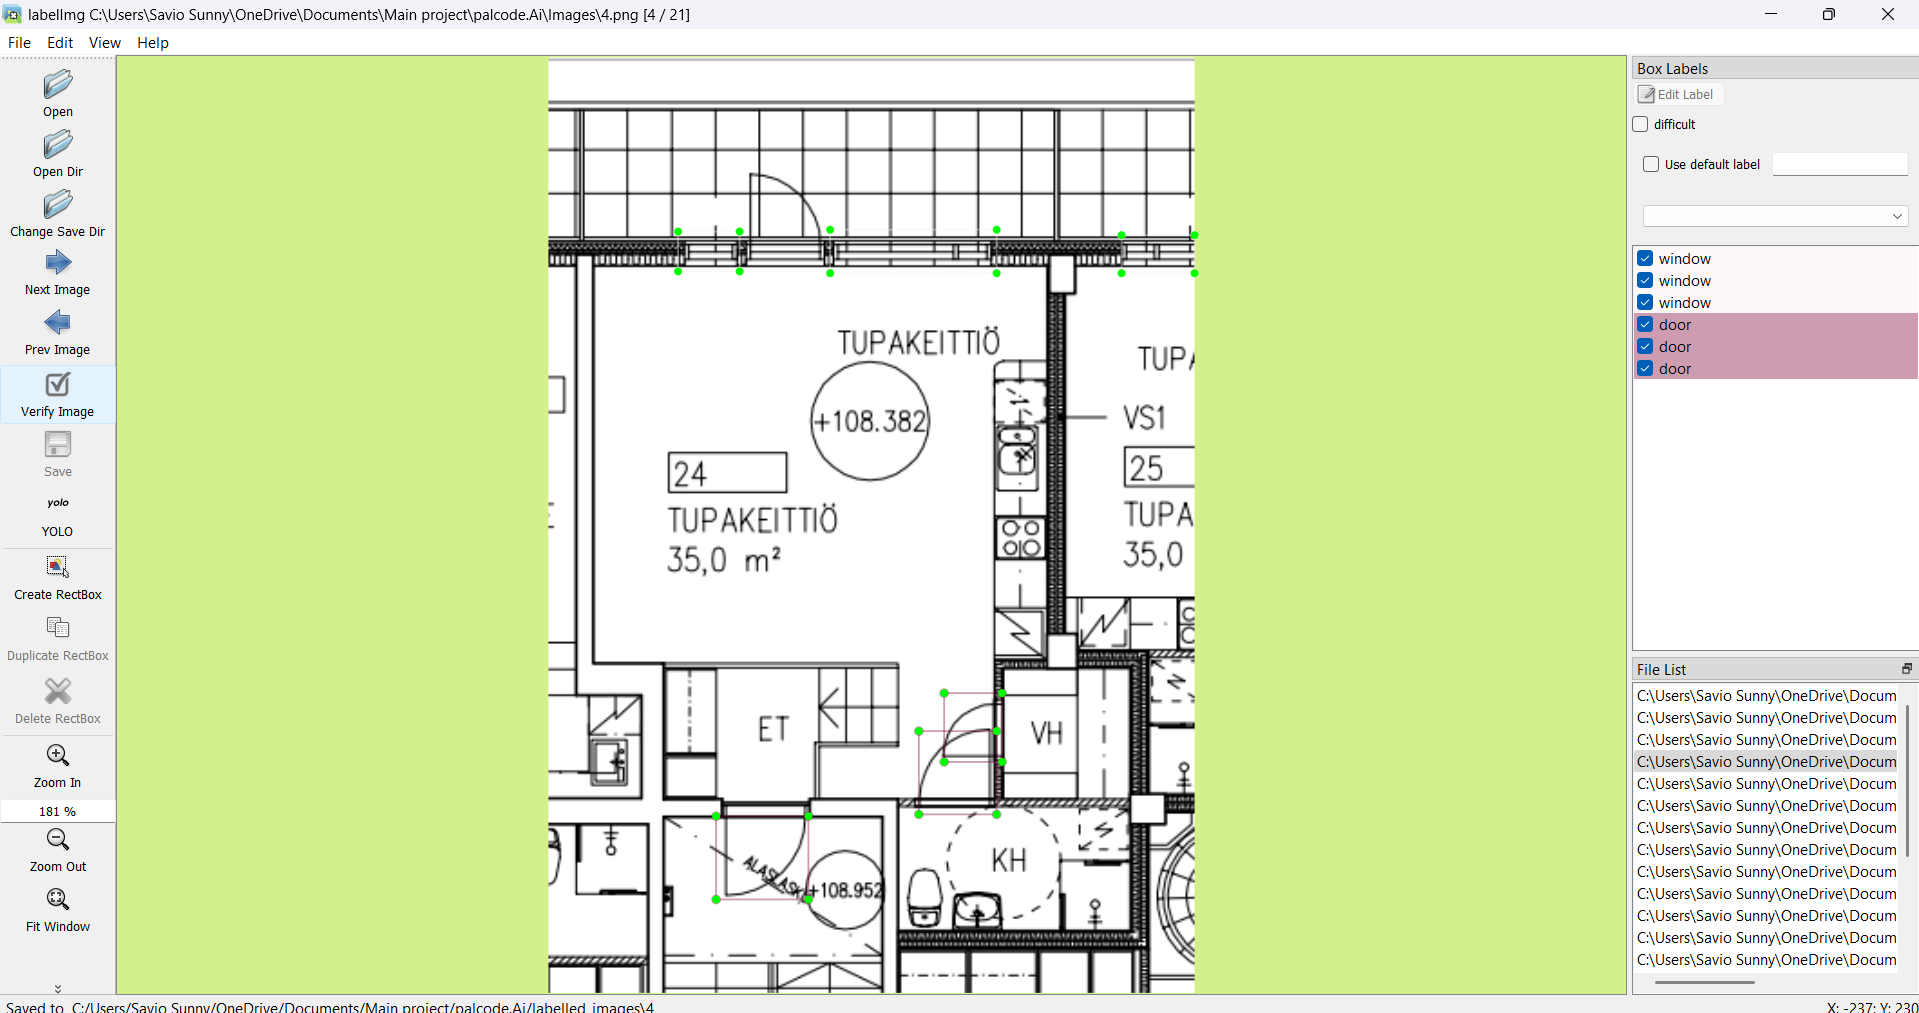 labelImg C:\Users\Savio Sunny\OneDrive\Documents\Main project\palcode.Ai\Images\4.png [4 / 21]
File Edit View Help
Open
Open Dir
Change Save Dir
Next Image
Prev Image
Verify Image
Save
yolo
YOLO
Create RectBox
Duplicate RectBox
Delete RectBox
Zoom In
181 %
Zoom Out
Fit Window
TUPAKEITTIÖ
+108.382
24
TUPAKEITTIÖ
35,0 m²
TUPA
VS1
25
TUPA
35,0
ET
VH
KH
+108.952
Box Labels
Edit Label
difficult
Use default label
window
window
window
door
door
door
File List
C:\Users\Savio Sunny\OneDrive\Docum
C:\Users\Savio Sunny\OneDrive\Docum
C:\Users\Savio Sunny\OneDrive\Docum
C:\Users\Savio Sunny\OneDrive\Docum
C:\Users\Savio Sunny\OneDrive\Docum
C:\Users\Savio Sunny\OneDrive\Docum
C:\Users\Savio Sunny\OneDrive\Docum
C:\Users\Savio Sunny\OneDrive\Docum
C:\Users\Savio Sunny\OneDrive\Docum
C:\Users\Savio Sunny\OneDrive\Docum
C:\Users\Savio Sunny\OneDrive\Docum
C:\Users\Savio Sunny\OneDrive\Docum
C:\Users\Savio Sunny\OneDrive\Docum
Saved to C:/Users/Savio Sunny/OneDrive/Documents/Main project/palcode.Ai/labelled_images\4
X: -237; Y: 230